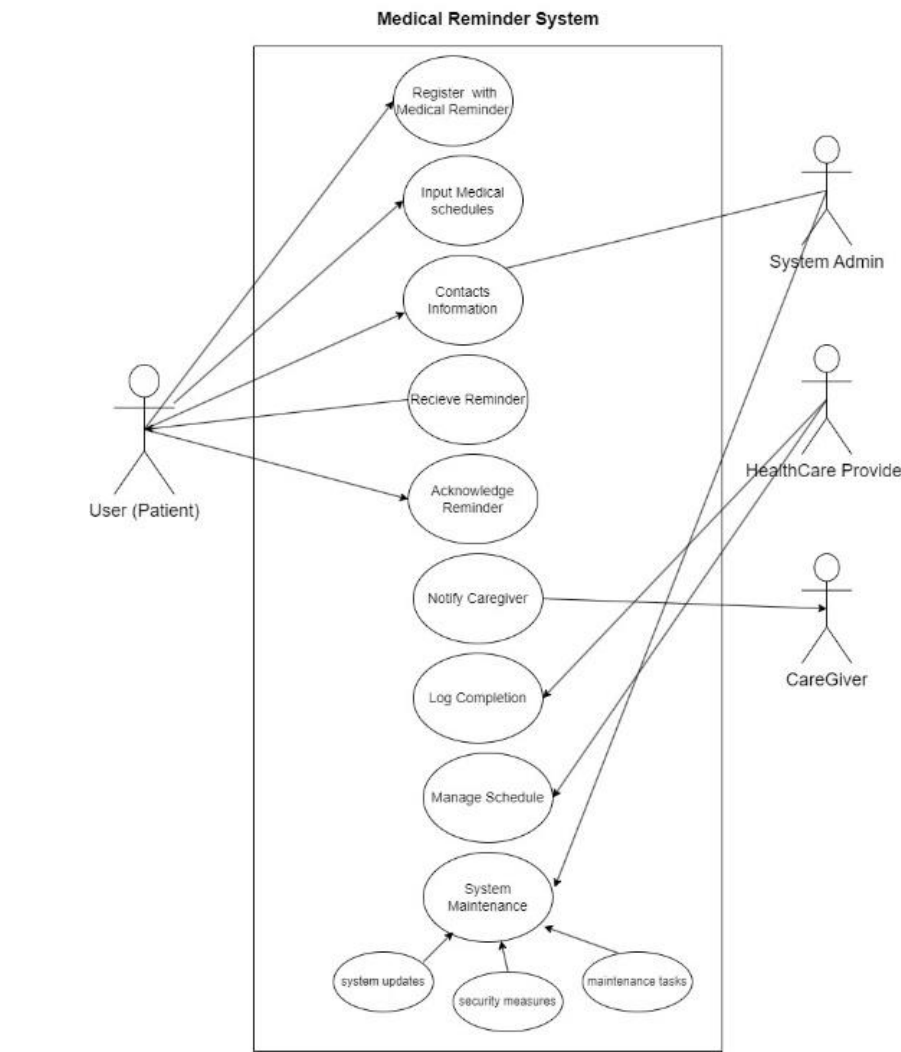 Medical Reminder System
Register with
Medical Reminder
Input Medical
schedules
Contacts
Information
Recieve Reminder
Acknowledge
Reminder
Notify Caregiver
Log Completion
Manage Schedule
System
Maintenance
system updates
security measures
maintenance tasks
User (Patient)
System Admin
HealthCare Provide
CareGiver